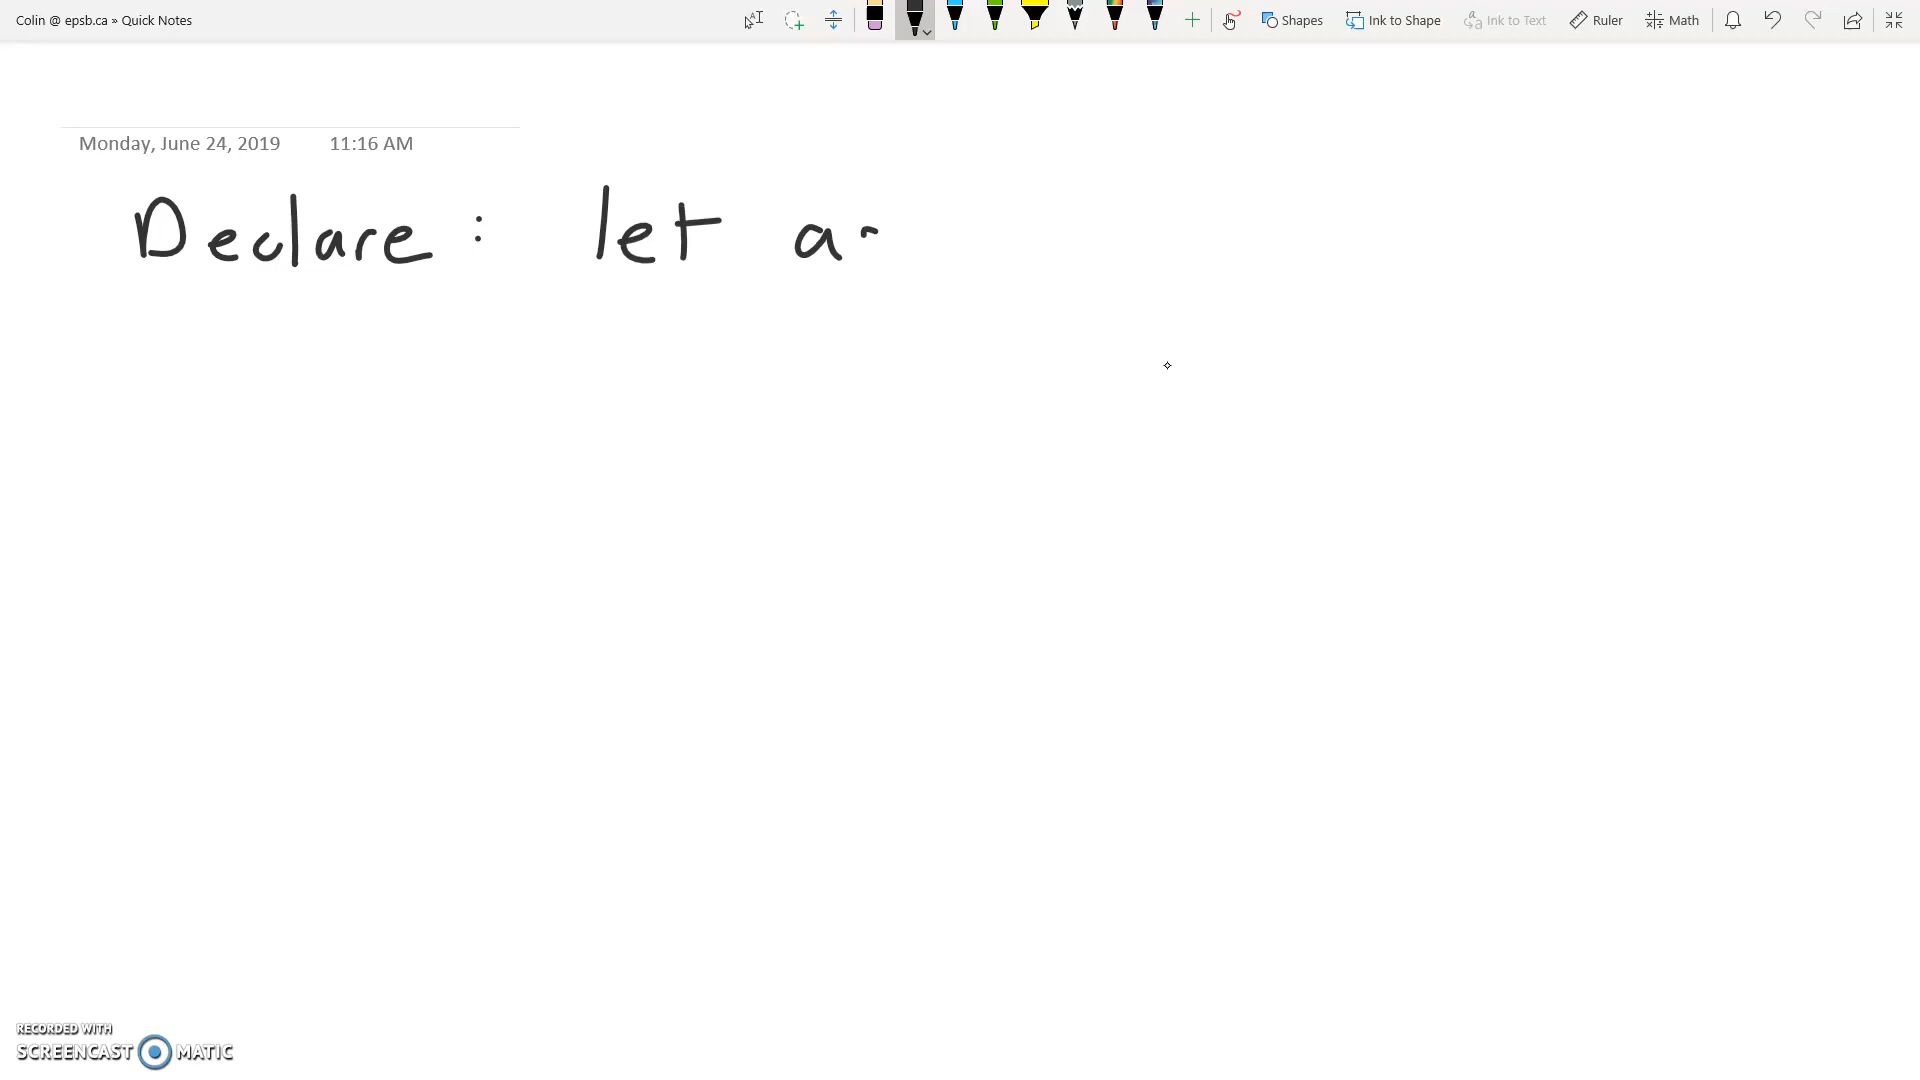 Colin @ epsb.ca » Quick Notes
Shapes Ink to Shape Ink to Text Ruler Math
Monday, June 24, 2019 11:16 AM
Declare : let a
RECORDED WITH
SCREENCAST MATIC